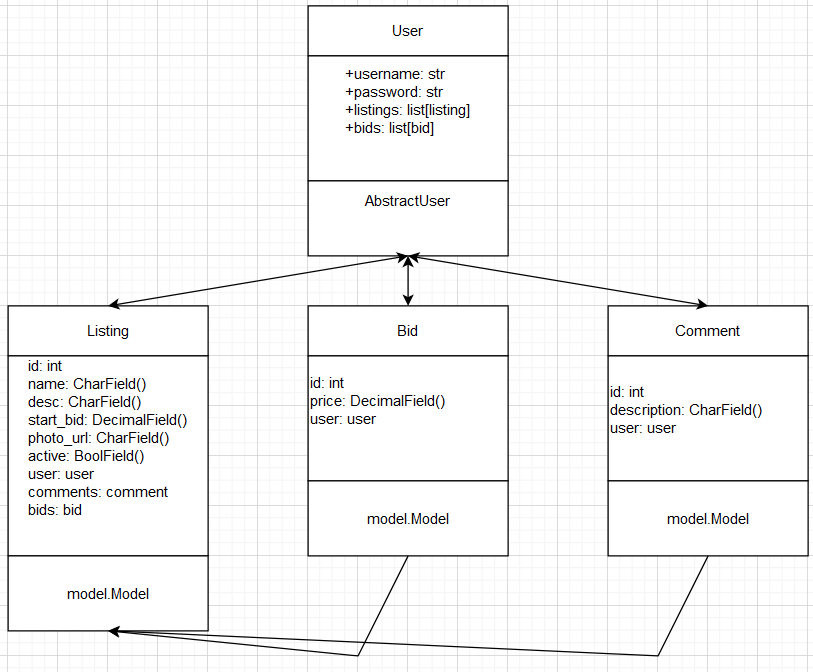 User
+username: str
+password: str
+listings: list[listing]
+bids: list[bid]
AbstractUser
Listing
id: int
name: CharField()
desc: CharField()
start_bid: DecimalField()
photo_url: CharField()
active: BoolField()
user: user
comments: comment
bids: bid
model.Model
Bid
id: int
price: DecimalField()
user: user
model.Model
Comment
id: int
description: CharField()
user: user
model.Model